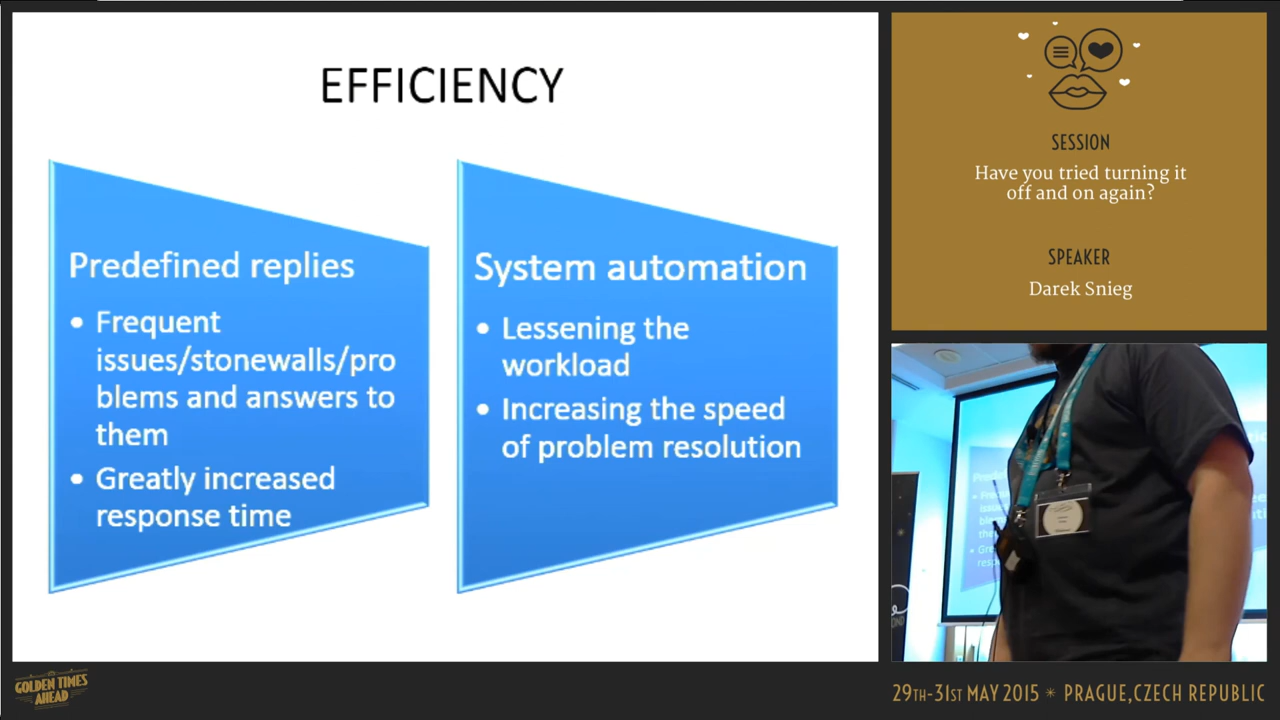 EFFICIENCY
Predefined replies
• Frequent
issues/stonewalls/pro
blems and answers to
them
• Greatly increased
response time
System automation
• Lessening the
workload
• Increasing the speed
of problem resolution
SESSION
Have you tried turning it
off and on again?
SPEAKER
Darek Snieg
GOLDEN TIMES
AHEAD
29TH-31ST MAY 2015 * PRAGUE, CZECH REPUBLIC